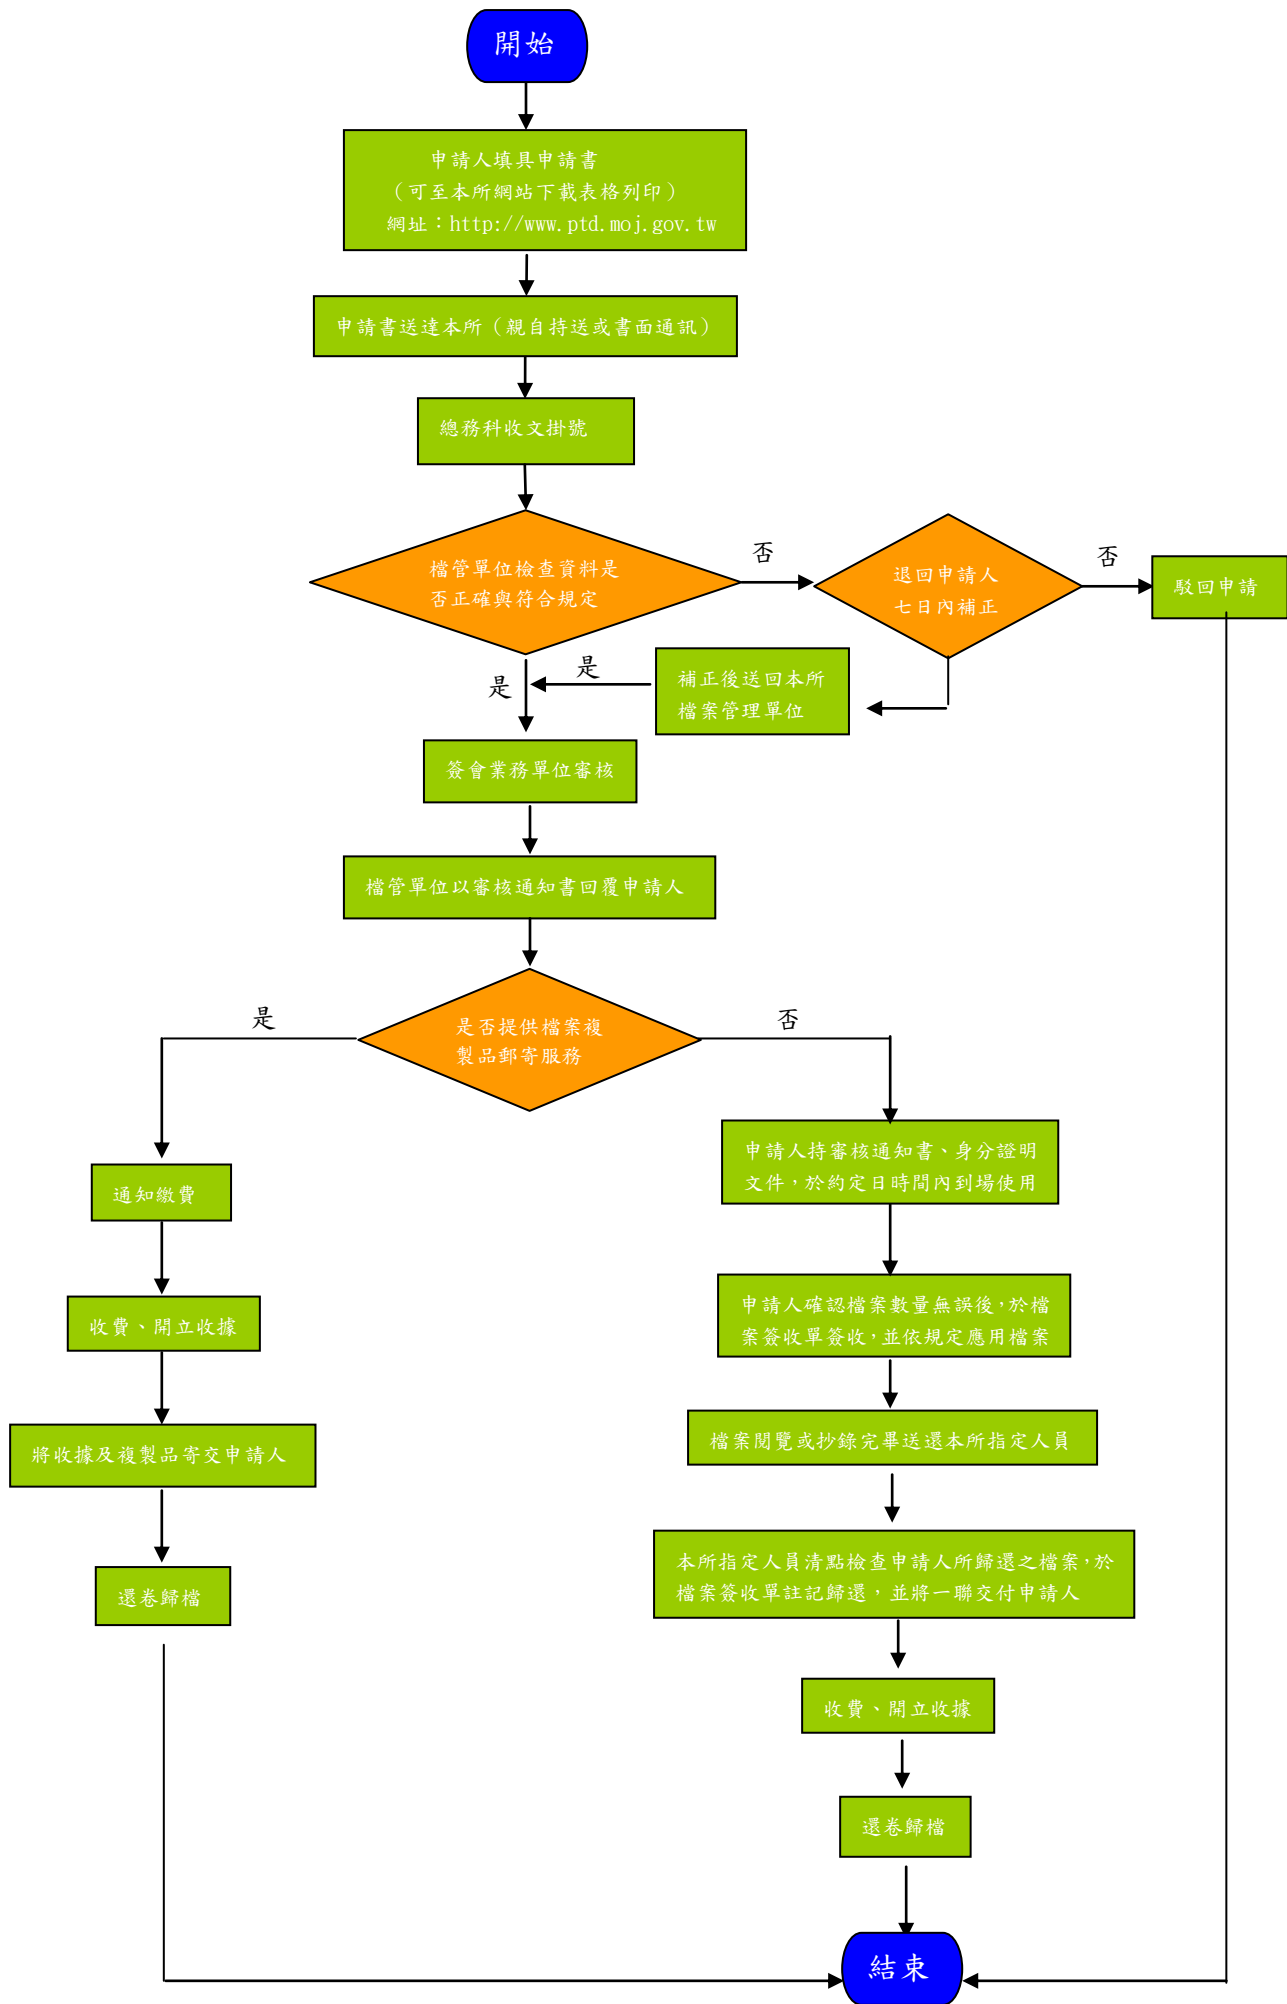 開始
申請人填具申請書
（可至本所網站下載表格列印）
網址：http://www.ptd.moj.gov.tw
申請書送達本所（親自持送或書面通訊）
總務科收文掛號
檔管單位檢查資料是
否正確與符合規定
否
退回申請人
七日內補正
否
駁回申請
是
是
補正後送回本所
檔案管理單位
簽會業務單位審核
檔管單位以審核通知書回覆申請人
是否提供檔案複
製品郵寄服務
是
否
通知繳費
收費、開立收據
將收據及複製品寄交申請人
還卷歸檔
申請人持審核通知書、身分證明
文件，於約定日時間內到場使用
申請人確認檔案數量無誤後，於檔
案簽收單簽收，並依規定應用檔案
檔案閱覽或抄錄完畢送還本所指定人員
本所指定人員清點檢查申請人所歸還之檔案，於
檔案簽收單註記歸還，並將一聯交付申請人
收費、開立收據
還卷歸檔
結束